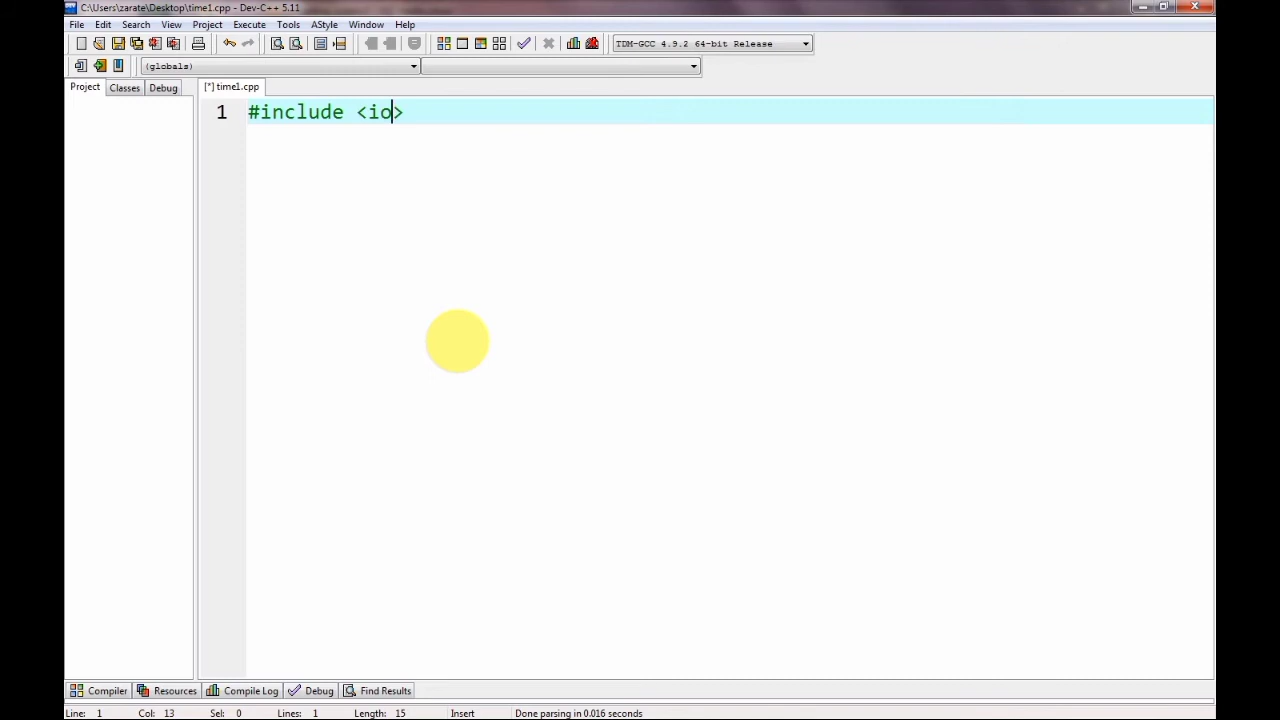 C:\Users\zarate\Desktop\time1.cpp - Dev-C++ 5.11
File Edit Search View Project Execute Tools AStyle Window Help
TDM-GCC 4.9.2 64-bit Release
(globals)
Project Classes Debug [*] time1.cpp
1 #include <io>
Compiler Resources Compile Log Debug Find Results
Line: 1 Col: 13 Sel: 0 Lines: 1 Length: 15 Insert Done parsing in 0.016 seconds